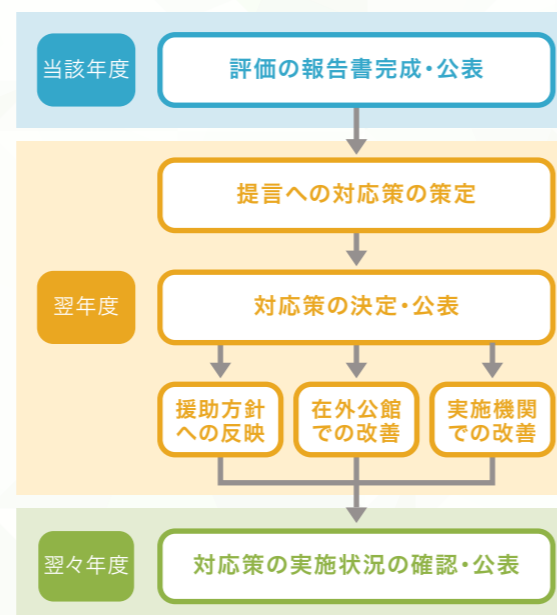 当該年度
評価の報告書完成・公表
提言への対応策の策定
翌年度
対応策の決定・公表
援助方針
への反映
在外公館
での改善
実施機関
での改善
翌々年度
対応策の実施状況の確認・公表